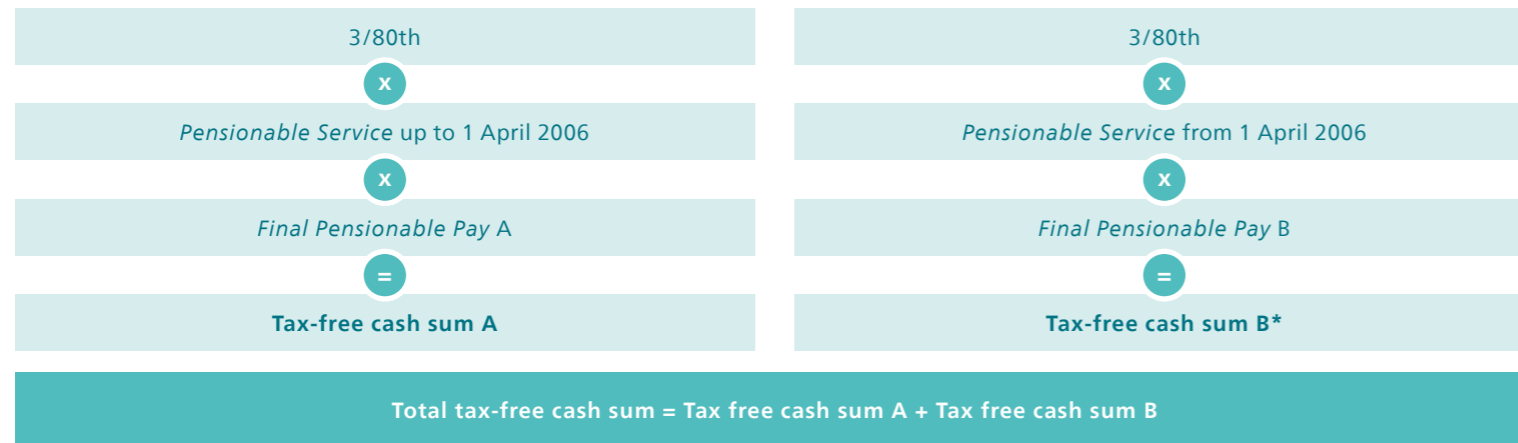 3/80th
x
Pensionable Service up to 1 April 2006
x
Final Pensionable Pay A
=
Tax-free cash sum A
3/80th
x
Pensionable Service from 1 April 2006
x
Final Pensionable Pay B
=
Tax-free cash sum B*
Total tax-free cash sum = Tax free cash sum A + Tax free cash sum B